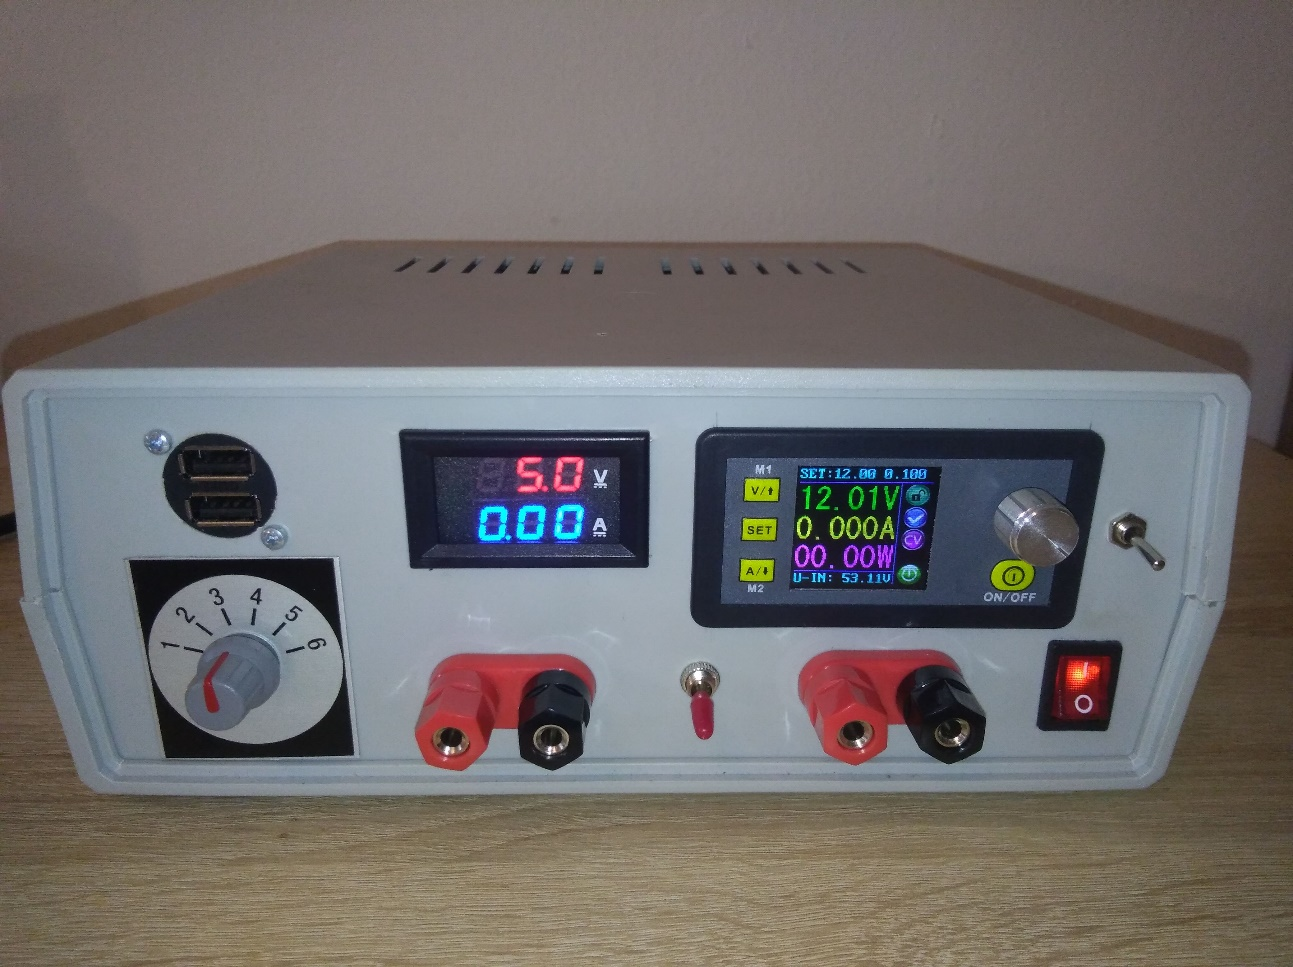 5.0 V
0.00 A
M1
V/⬆
SET
A/⬇
M2
SET:12.00 0.100
12.01V
0.000A
00.00W
U-IN: 53.11V
CV
ON/OFF
1 2 3 4 5 6
I
O